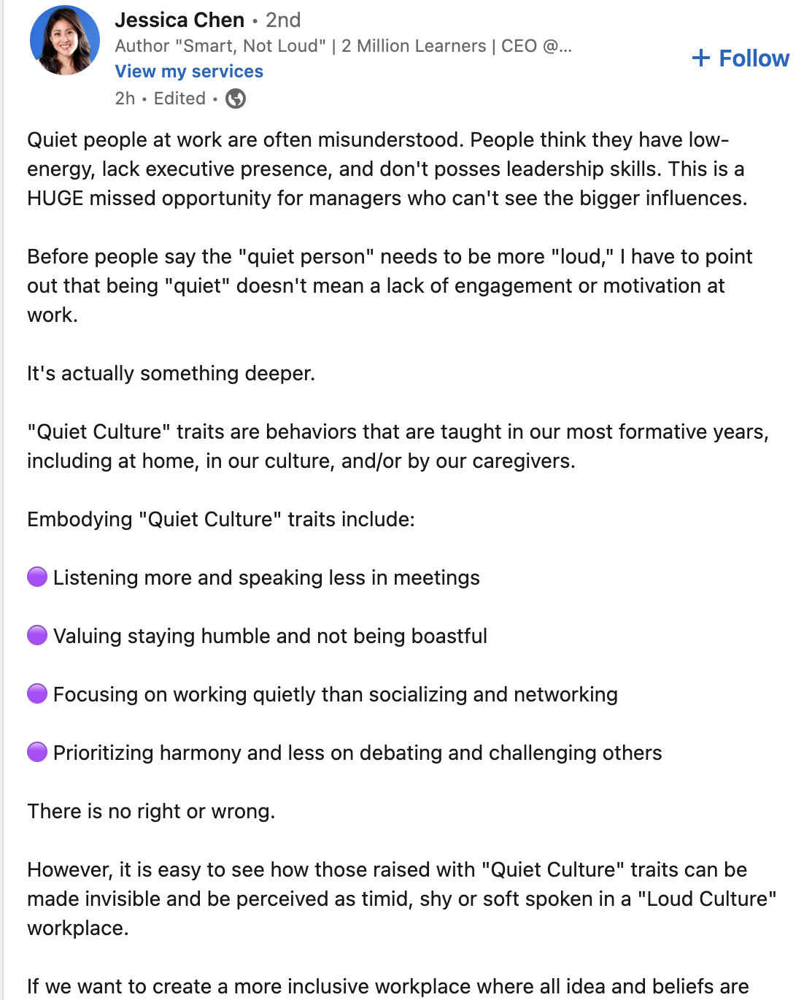 Jessica Chen • 2nd
Author "Smart, Not Loud" | 2 Million Learners | CEO @...
View my services
+ Follow
2h • Edited •
Quiet people at work are often misunderstood. People think they have low-
energy, lack executive presence, and don't posses leadership skills. This is a
HUGE missed opportunity for managers who can't see the bigger influences.
Before people say the "quiet person" needs to be more "loud," I have to point
out that being "quiet" doesn't mean a lack of engagement or motivation at
work.
It's actually something deeper.
"Quiet Culture" traits are behaviors that are taught in our most formative years,
including at home, in our culture, and/or by our caregivers.
Embodying "Quiet Culture" traits include:
🟣 Listening more and speaking less in meetings
🟣 Valuing staying humble and not being boastful
🟣 Focusing on working quietly than socializing and networking
🟣 Prioritizing harmony and less on debating and challenging others
There is no right or wrong.
However, it is easy to see how those raised with "Quiet Culture" traits can be
made invisible and be perceived as timid, shy or soft spoken in a "Loud Culture"
workplace.
If we want to create a more inclusive workplace where all idea and beliefs are